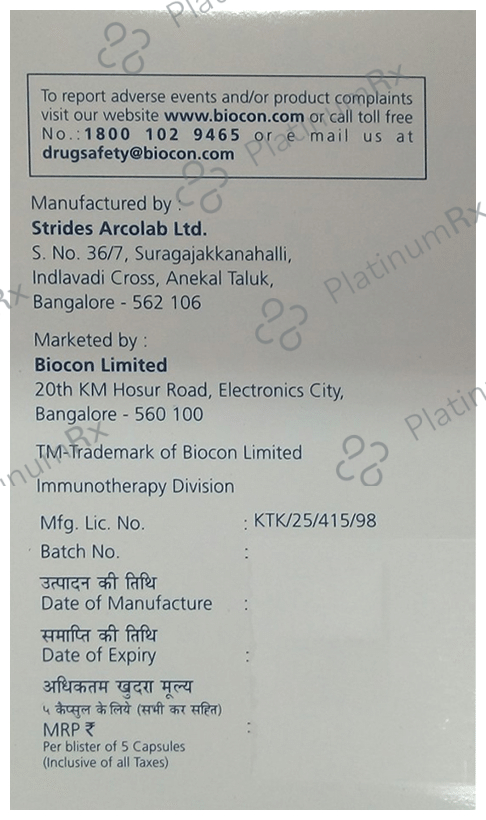 To report adverse events and/or product complaints
visit our website www.biocon.com or call toll free
No.:1800 102 9465 or e mail us at
drugsafety@biocon.com
Manufactured by :
Strides Arcolab Ltd.
S. No. 36/7, Suragajakkanahalli,
Indlavadi Cross, Anekal Taluk,
Bangalore - 562 106
Marketed by :
Biocon Limited
20th KM Hosur Road, Electronics City,
Bangalore - 560 100
TM-Trademark of Biocon Limited
Immunotherapy Division
Mfg. Lic. No. : KTK/25/415/98
Batch No. :
उत्पादन की तिथि
Date of Manufacture :
समाप्ति की तिथि
Date of Expiry :
अधिकतम खुदरा मूल्य
५ कैप्सुल के लिये (सभी कर सहित)
MRP ₹ :
Per blister of 5 Capsules
(Inclusive of all Taxes)
PlatinumRx
PlatinumRx